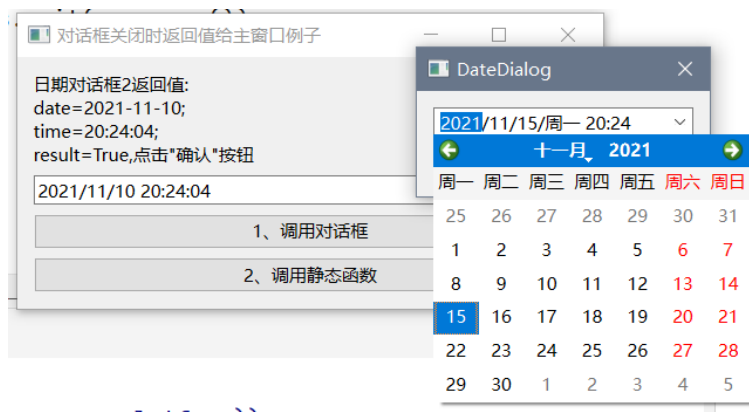 对话框关闭时返回值给主窗口例子
日期对话框2返回值:
date=2021-11-10;
time=20:24:04;
result=True,点击"确认"按钮
2021/11/10 20:24:04
1、调用对话框
2、调用静态函数
DateDialog
2021/11/15/周一 20:24
十一月, 2021
周一 周二 周三 周四 周五 周六 周日
25 26 27 28 29 30 31
1 2 3 4 5 6 7
8 9 10 11 12 13 14
15 16 17 18 19 20 21
22 23 24 25 26 27 28
29 30 1 2 3 4 5